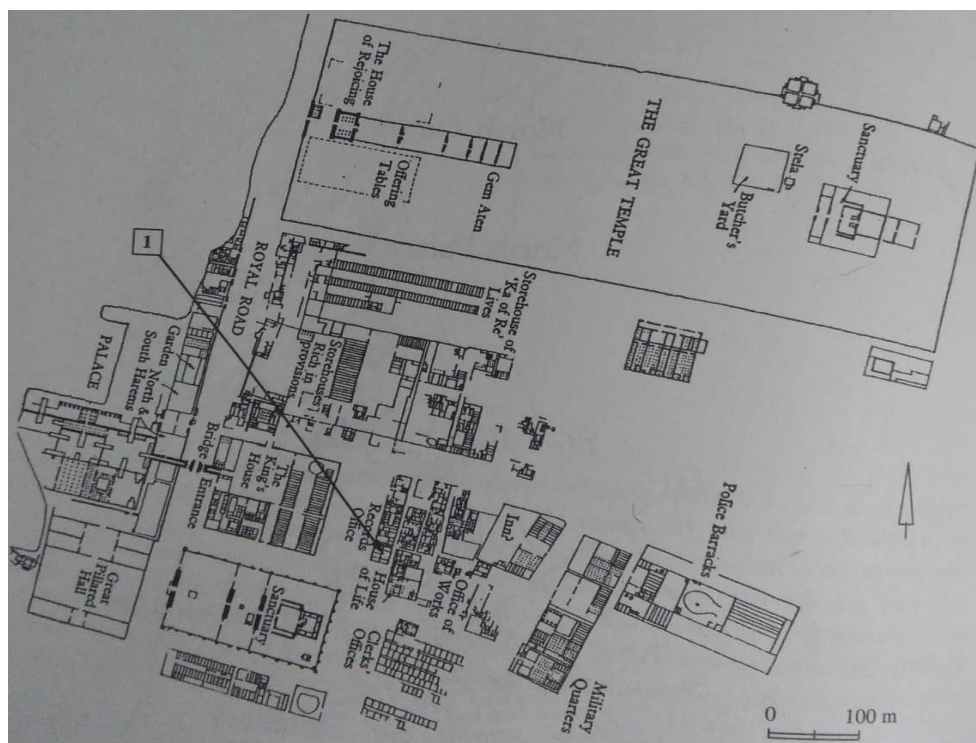 The House
of Rejoicing
Offering
Tables
Gem Aten
THE GREAT TEMPLE
Stela
Butcher's
Yard
Sanctuary
1
ROYAL ROAD
Storehouse of
'Ka of Re'
Lives
Storehouses
Rich in
provisions
PALACE
Garden
North &
South Harems
Bridge
Entrance
The
King's
House
Records
Office
House
of Life
Office of
Works
Inn?
Police Barricks
Great
Pillared
Hall
Sanctuary
Clerks'
Offices
Military
Quarters
0 100 m